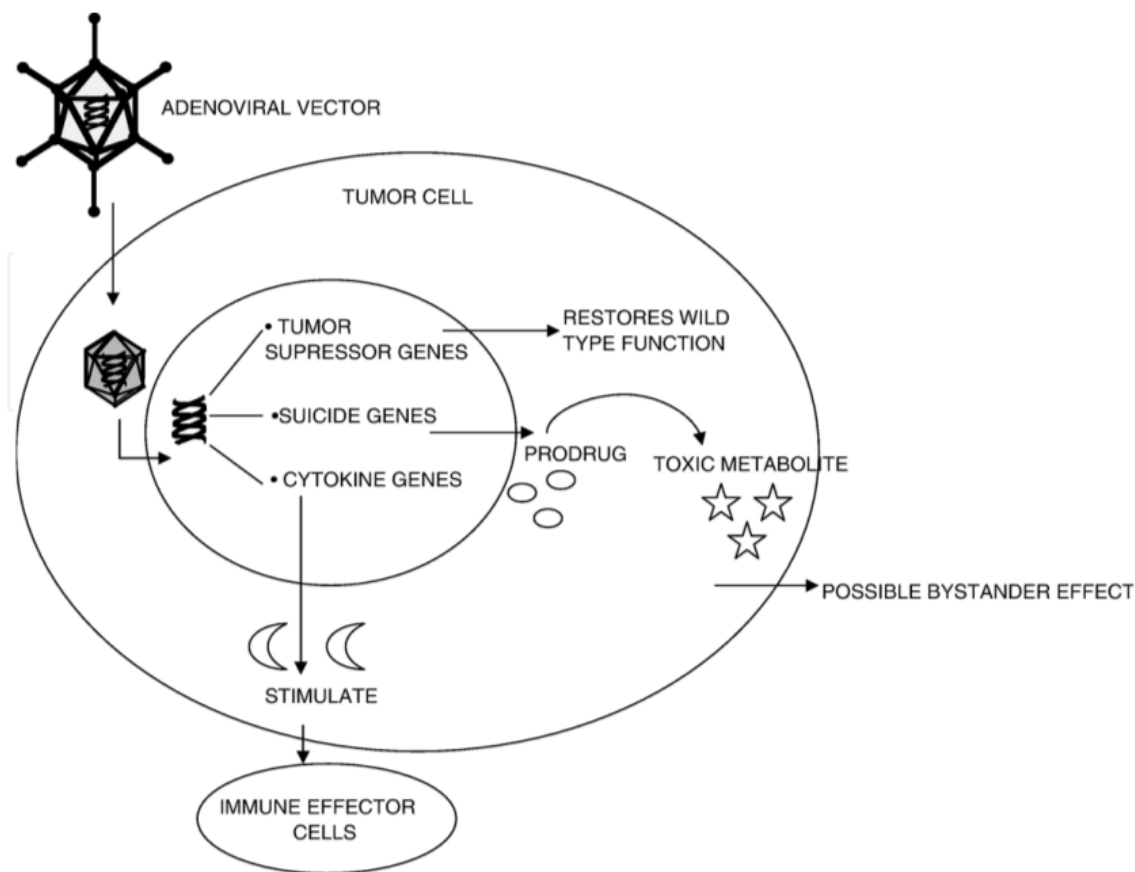 ADENOVIRAL VECTOR
TUMOR CELL
• TUMOR
SUPRESSOR GENES
RESTORES WILD
TYPE FUNCTION
•SUICIDE GENES
PRODRUG
TOXIC METABOLITE
• CYTOKINE GENES
POSSIBLE BYSTANDER EFFECT
STIMULATE
IMMUNE EFFECTOR
CELLS